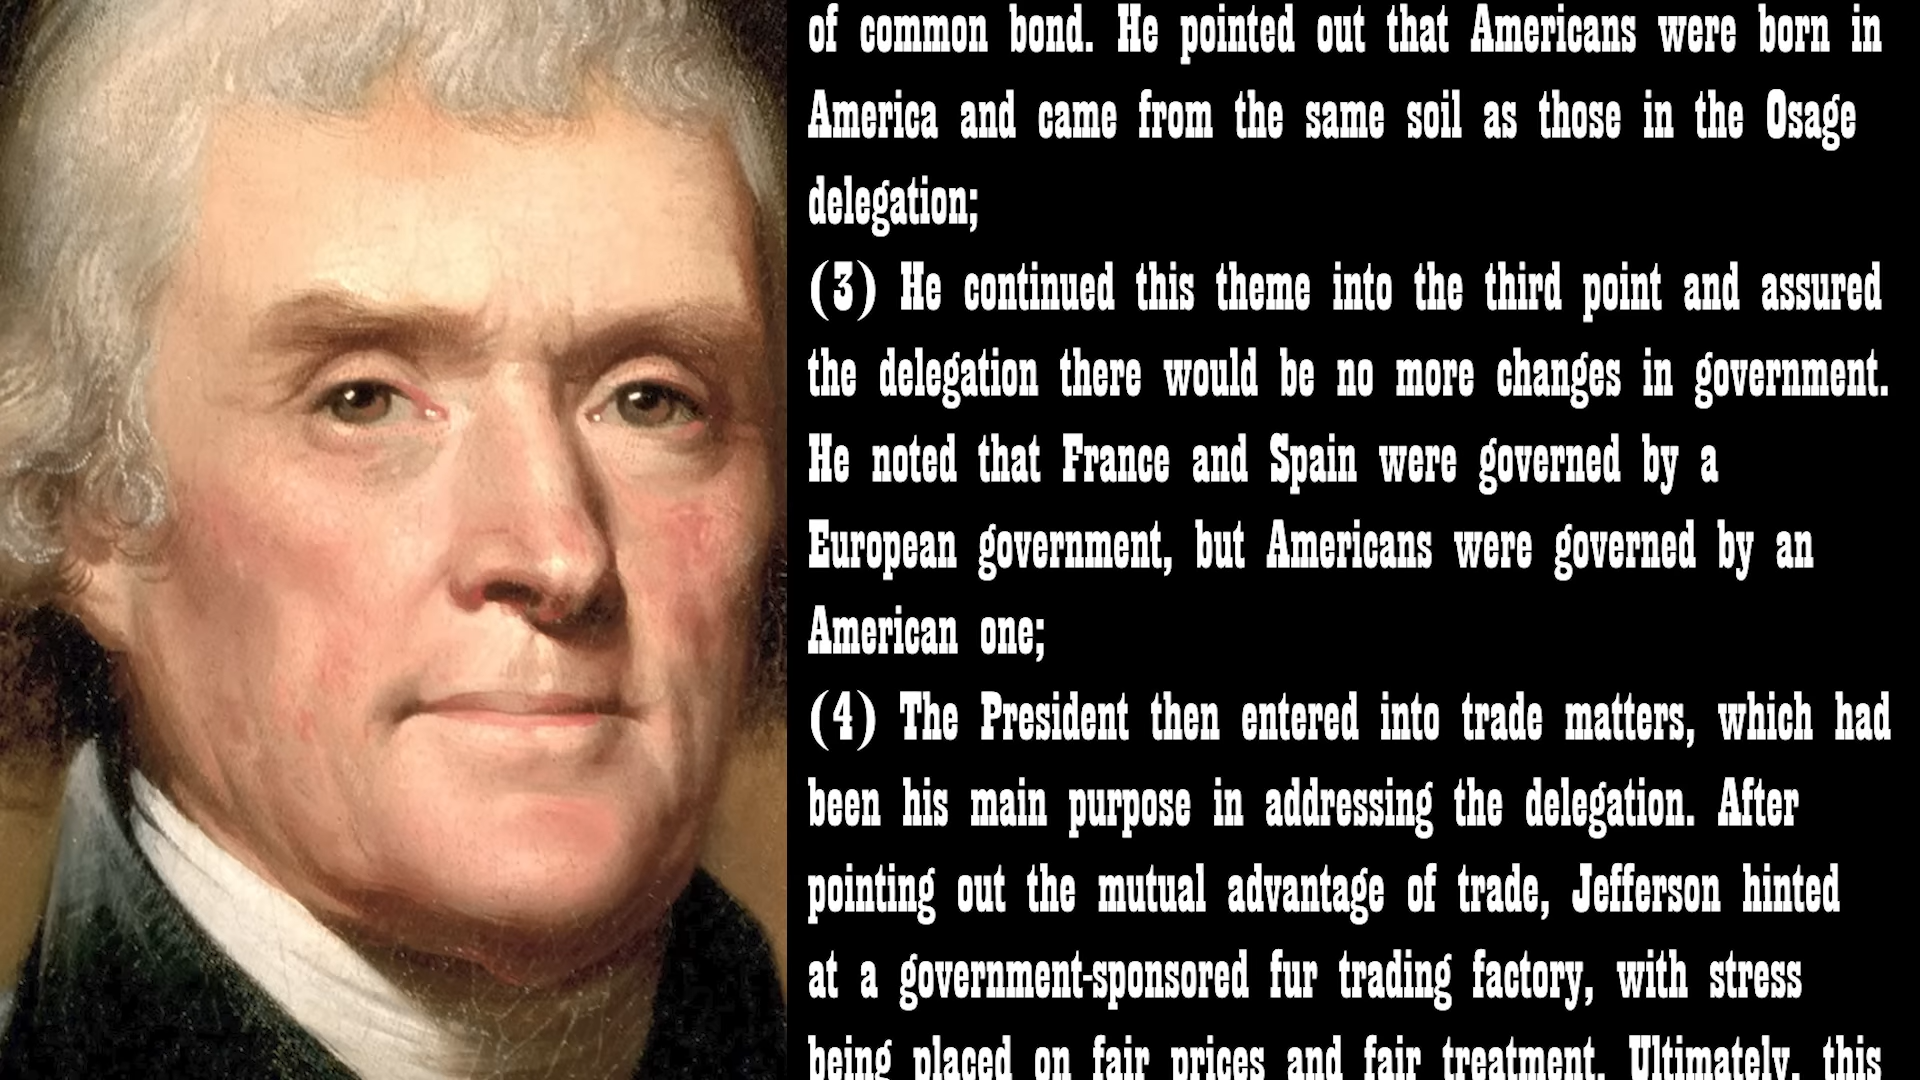 of common bond. He pointed out that Americans were born in
America and came from the same soil as those in the Osage
delegation;
(3) He continued this theme into the third point and assured
the delegation there would be no more changes in government.
He noted that France and Spain were governed by a
European government, but Americans were governed by an
American one;
(4) The President then entered into trade matters, which had
been his main purpose in addressing the delegation. After
pointing out the mutual advantage of trade, Jefferson hinted
at a government-sponsored fur trading factory, with stress
being placed on fair prices and fair treatment. Ultimately, this